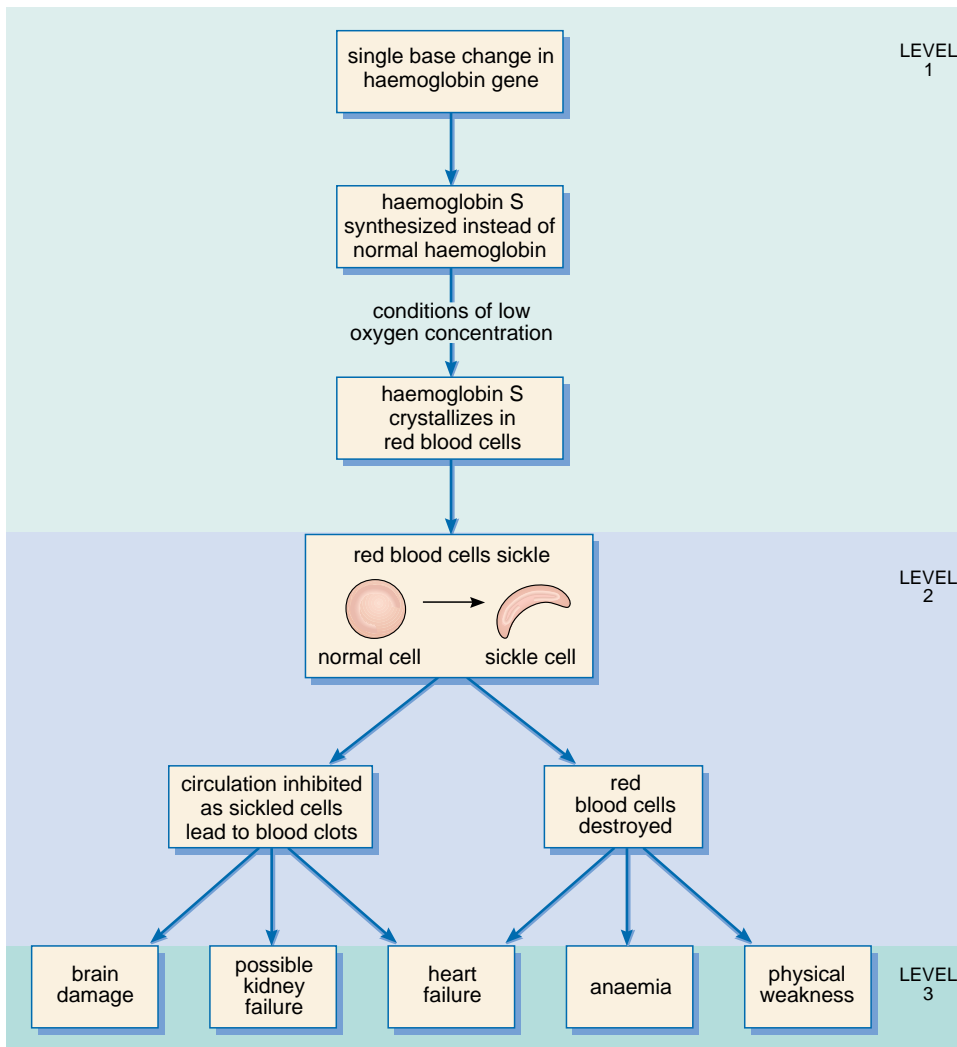 single base change in
haemoglobin gene
LEVEL
1
haemoglobin S
synthesized instead of
normal haemoglobin
conditions of low
oxygen concentration
haemoglobin S
crystallizes in
red blood cells
red blood cells sickle
LEVEL
2
normal cell
sickle cell
circulation inhibited
as sickled cells
lead to blood clots
red
blood cells
destroyed
brain
damage
possible
kidney
failure
heart
failure
anaemia
physical
weakness
LEVEL
3